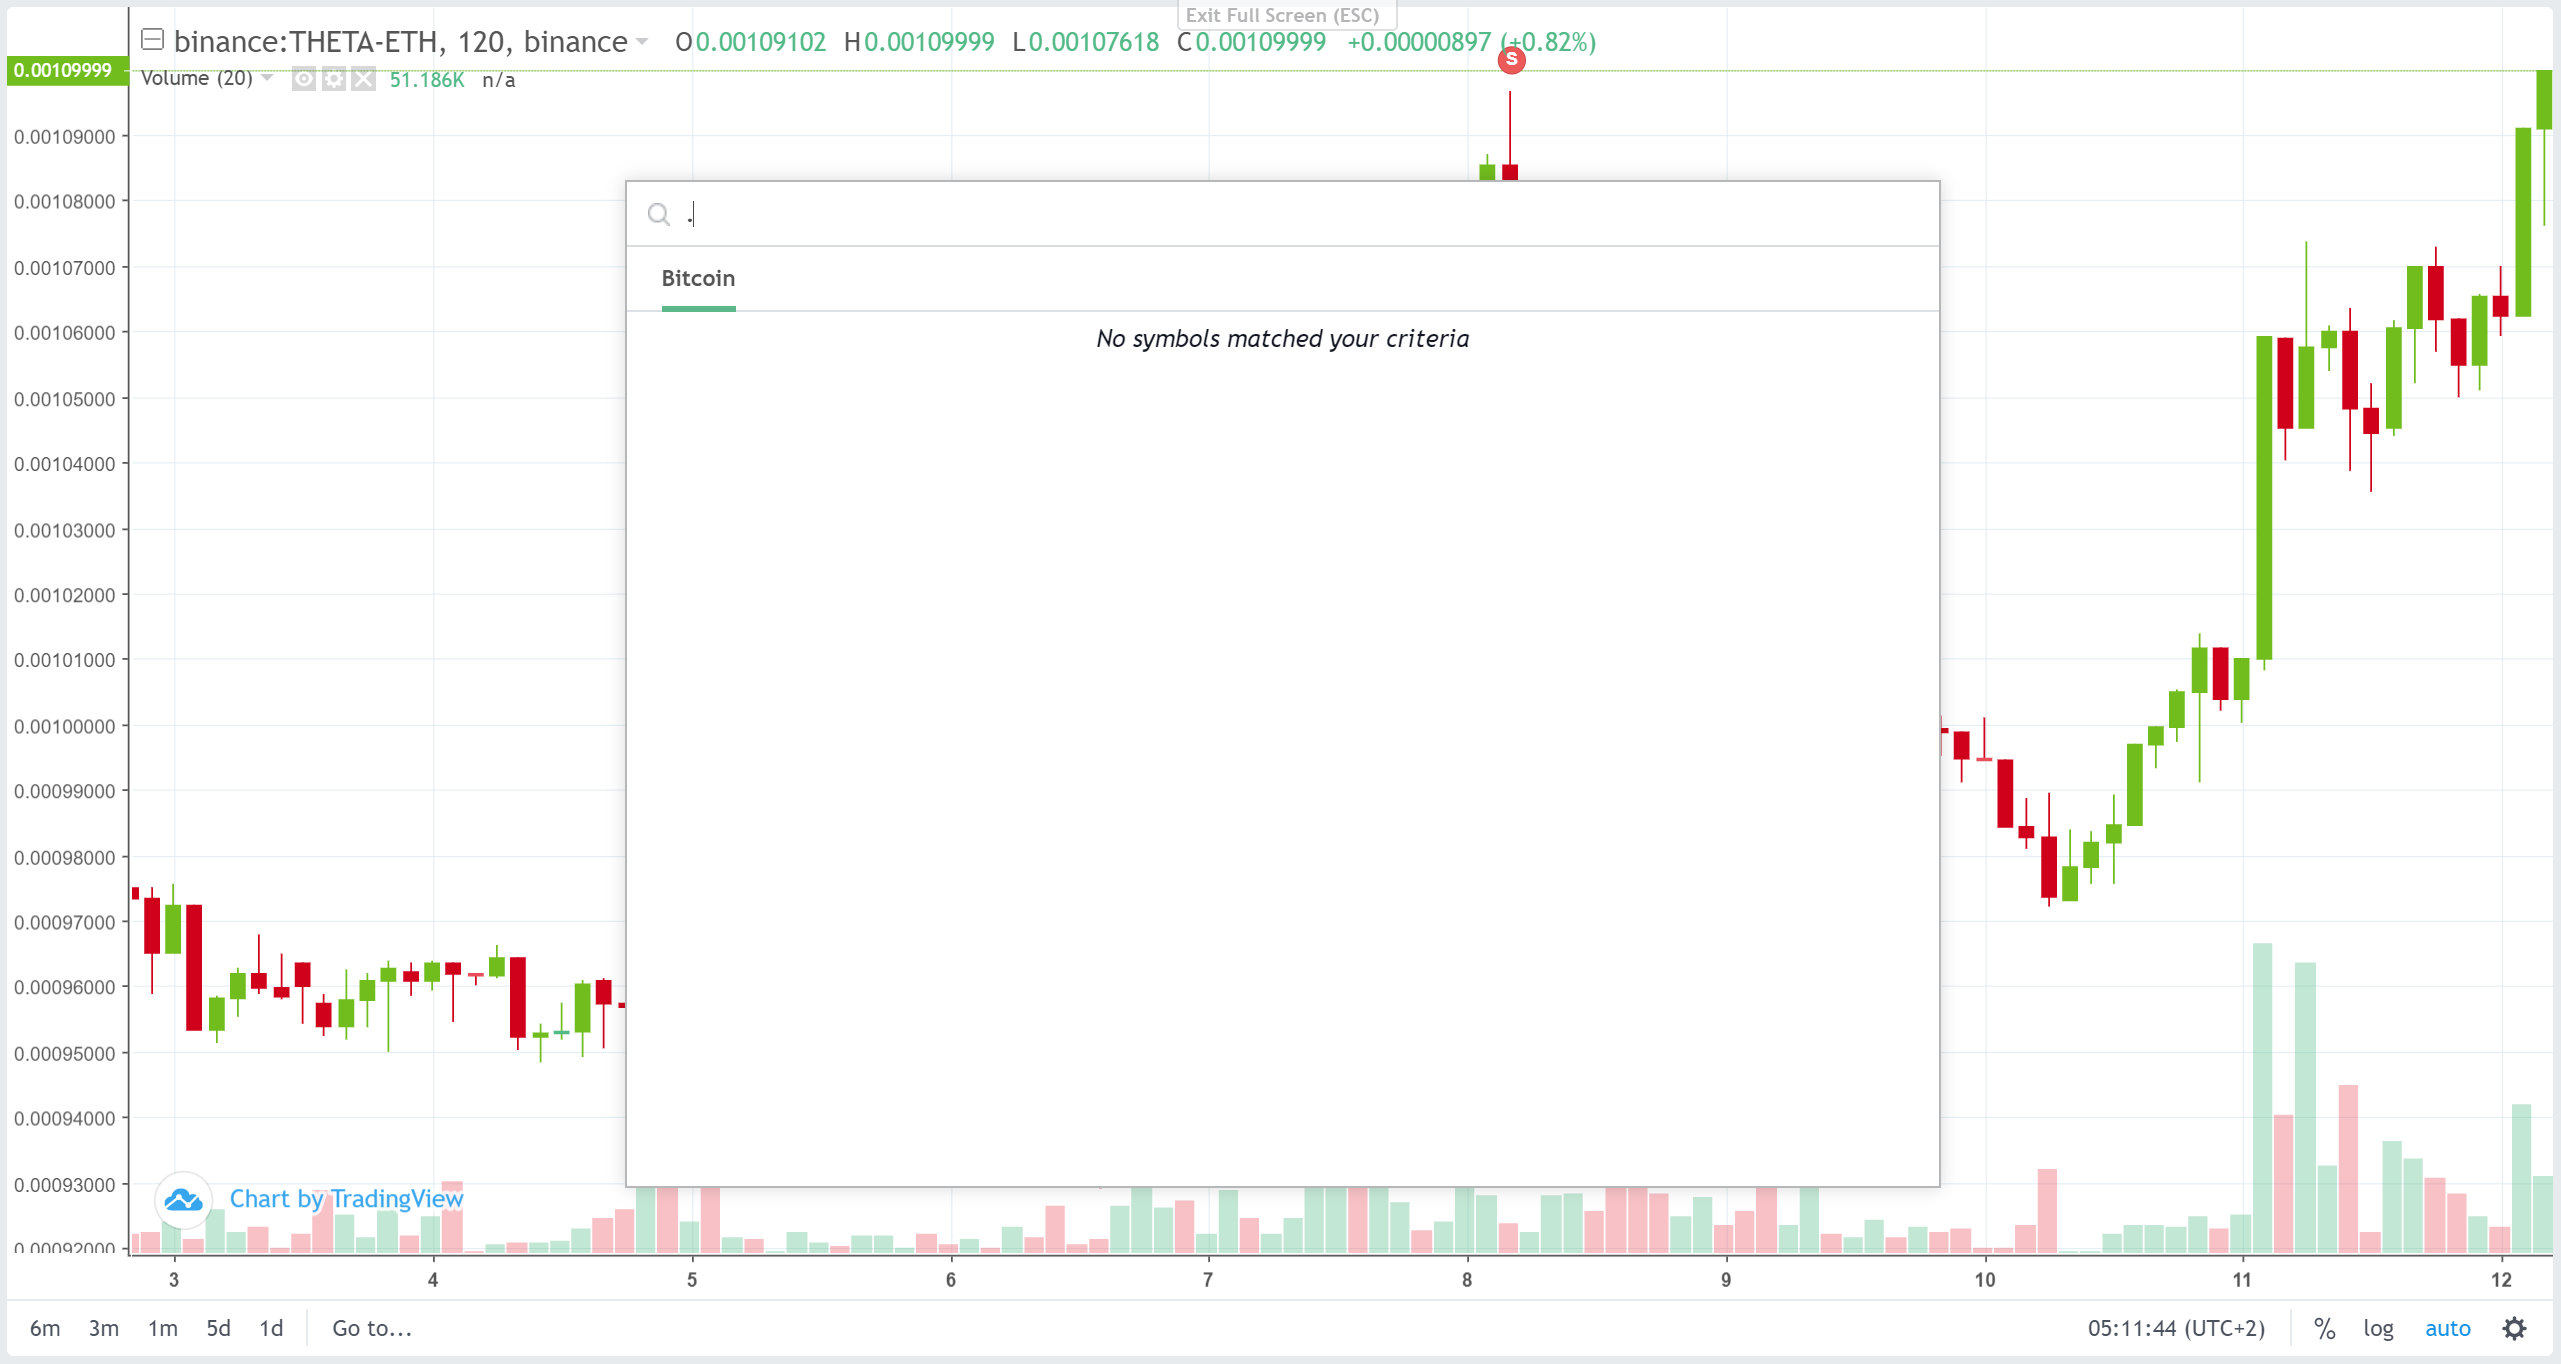 Exit Full Screen (ESC)
binance:THETA-ETH, 120, binance O0.00109102 H0.00109999 L0.00107618 C0.00109999 +0.00000897 (+0.82%)
S
0.00109999
Volume (20) 51.186K n/a
0.00109000
0.00108000
.
0.00107000
Bitcoin
0.00106000
No symbols matched your criteria
0.00105000
0.00104000
0.00103000
0.00102000
0.00101000
0.00100000
0.00099000
0.00098000
0.00097000
0.00096000
0.00095000
0.00094000
0.00093000
Chart by TradingView
0.00092000
3 4 5 6 7 8 9 10 11 12
6m 3m 1m 5d 1d Go to... 05:11:44 (UTC+2) % log auto